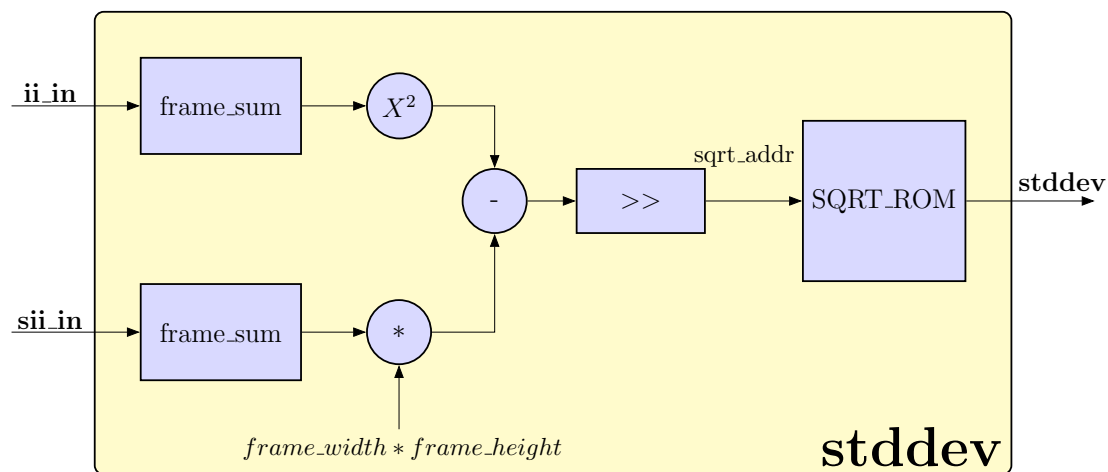 ii_in
frame_sum
X²
sqrt_addr
-
>>
SQRT_ROM
stddev
sii_in
frame_sum
*
frame_width * frame_height
stddev